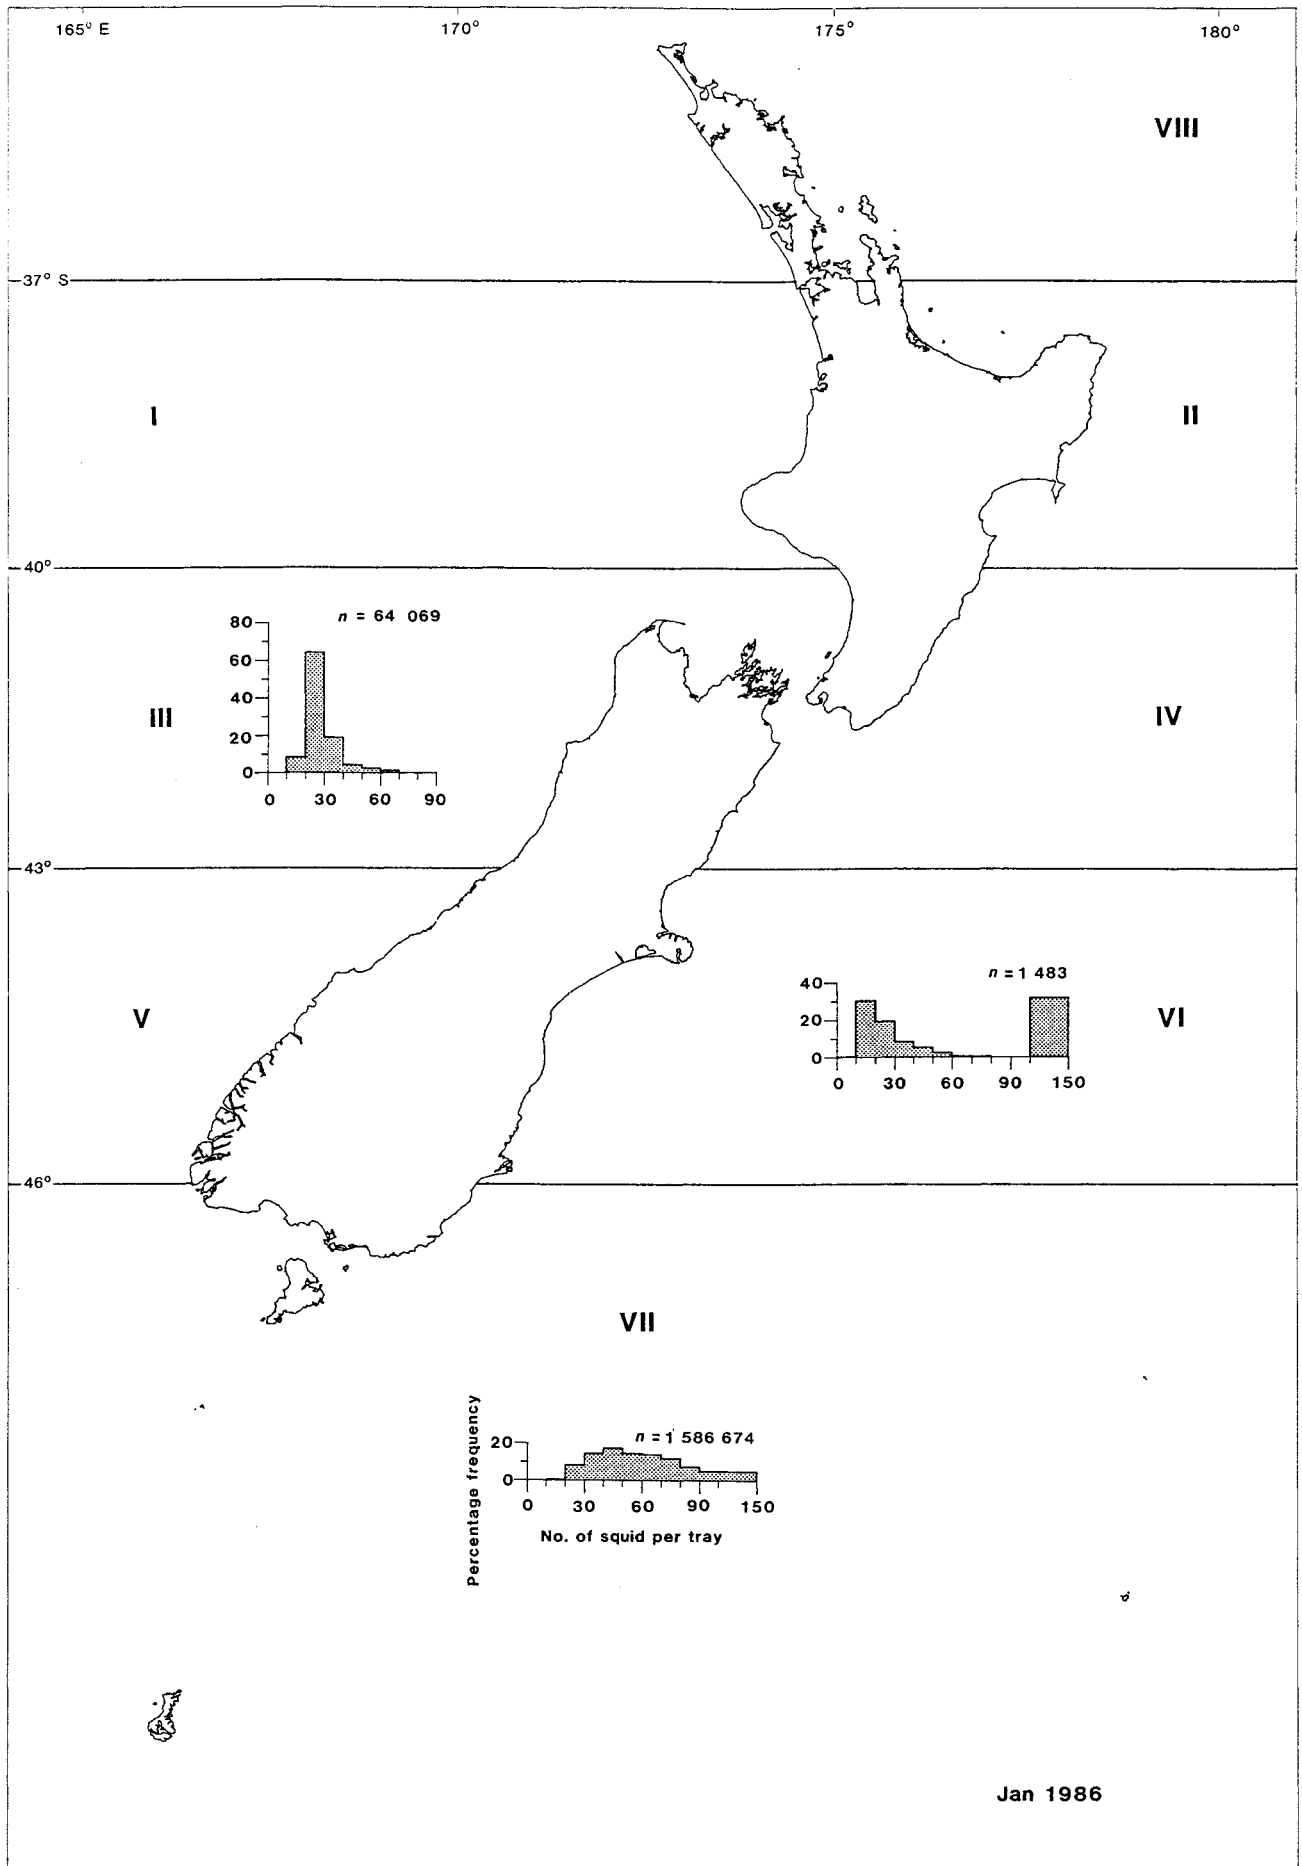 165° E 170° 175° 180°
VIII
37° S
I II
40°
n = 64 069
80
60
40
20
0
0 30 60 90
III IV
43°
n = 1 483
40
20
0
0 30 60 90 150
V VI
46°
VII
Percentage frequency
n = 1 586 674
20
0
0 30 60 90 150
No. of squid per tray
Jan 1986